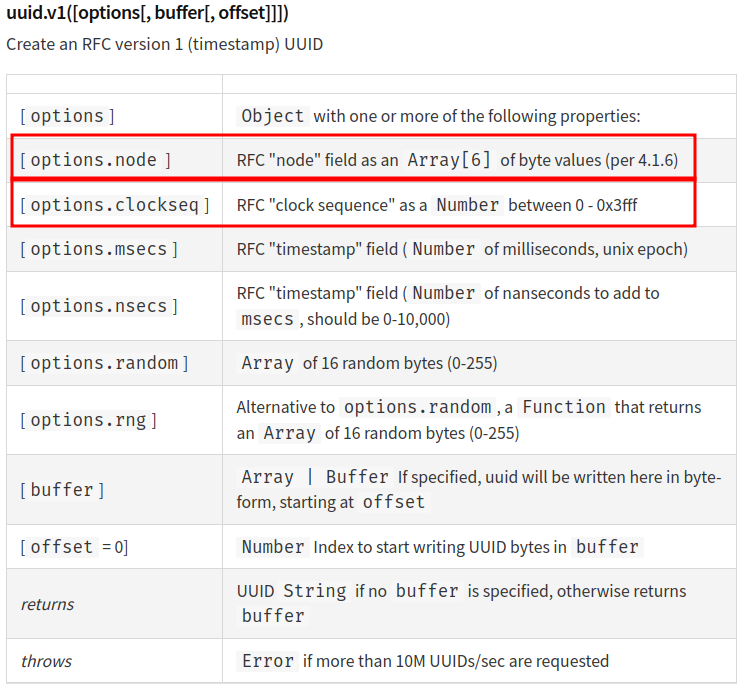 uuid.v1([options[, buffer[, offset]]])
Create an RFC version 1 (timestamp) UUID
[ options ] Object with one or more of the following properties:
[ options.node ] RFC "node" field as an Array[6] of byte values (per 4.1.6)
[ options.clockseq ] RFC "clock sequence" as a Number between 0 - 0x3fff
[ options.msecs ] RFC "timestamp" field ( Number of milliseconds, unix epoch)
[ options.nsecs ] RFC "timestamp" field ( Number of nanseconds to add to
msecs , should be 0-10,000)
[ options.random ] Array of 16 random bytes (0-255)
[ options.rng ] Alternative to options.random , a Function that returns
an Array of 16 random bytes (0-255)
[ buffer ] Array | Buffer If specified, uuid will be written here in byte-
form, starting at offset
[ offset = 0] Number Index to start writing UUID bytes in buffer
returns UUID String if no buffer is specified, otherwise returns
buffer
throws Error if more than 10M UUIDs/sec are requested